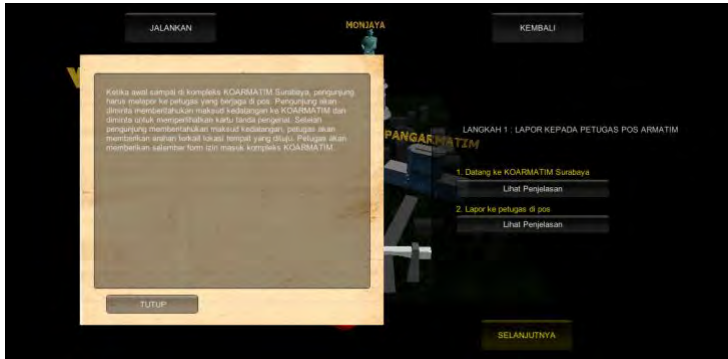 JALANKAN
MONJAYA
KEMBALI
Ketika awal sampai di kompleks KOARMATIM Surabaya, pengunjung
harus melapor ke petugas yang berjaga di pos. Pengunjung akan
diminta memberitahukan maksud kedatangan ke KOARMATIM dan
diminta untuk memperlihatkan kartu tanda pengenal. Setelah
pengunjung membertahukan maksud kedatangan, petugas akan
memberikan arahan terkait lokasi tempat yang dituju. Petugas akan
memberikan selembar form izin masuk kompleks KOARMATIM.
TUTUP
PANGARMATIM
LANGKAH 1 : LAPOR KEPADA PETUGAS POS ARMATIM
1. Datang ke KOARMATIM Surabaya
Lihat Penjelasan
2. Lapor ke petugas di pos
Lihat Penjelasan
SELANJUTNYA